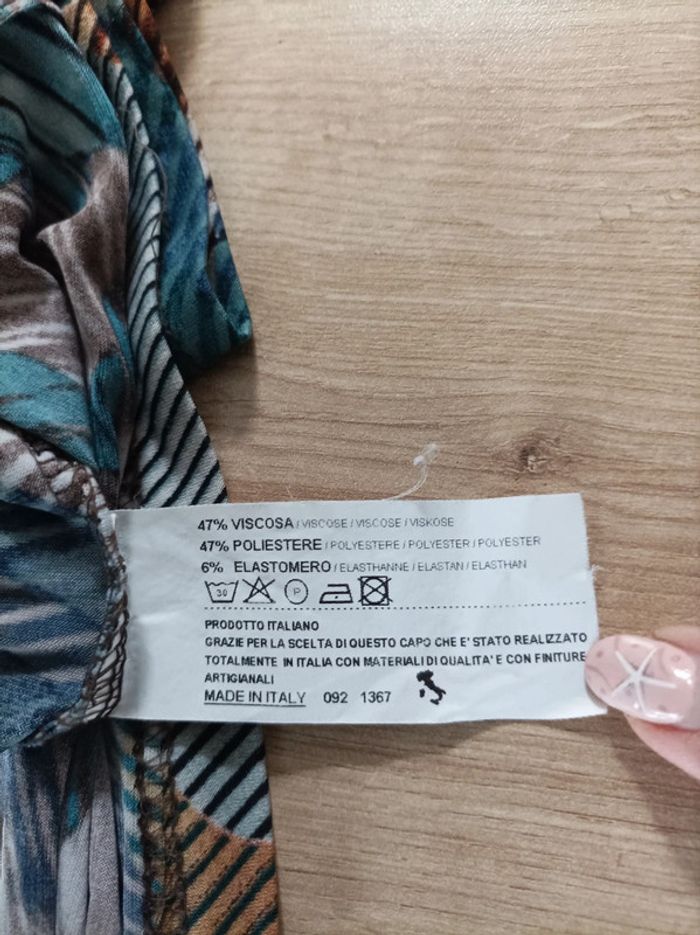 47% VISCOSA / VISCOSE / VISCOSE / VISKOSE
47% POLIESTERE / POLYESTERE / POLYESTER / POLYESTER
6% ELASTOMERO / ELASTHANNE / ELASTAN / ELASTHAN
30 P
PRODOTTO ITALIANO
GRAZIE PER LA SCELTA DI QUESTO CAPO CHE E' STATO REALIZZATO
TOTALMENTE IN ITALIA CON MATERIALI DI QUALITA' E CON FINITURE
ARTIGIANALI
MADE IN ITALY 092 1367